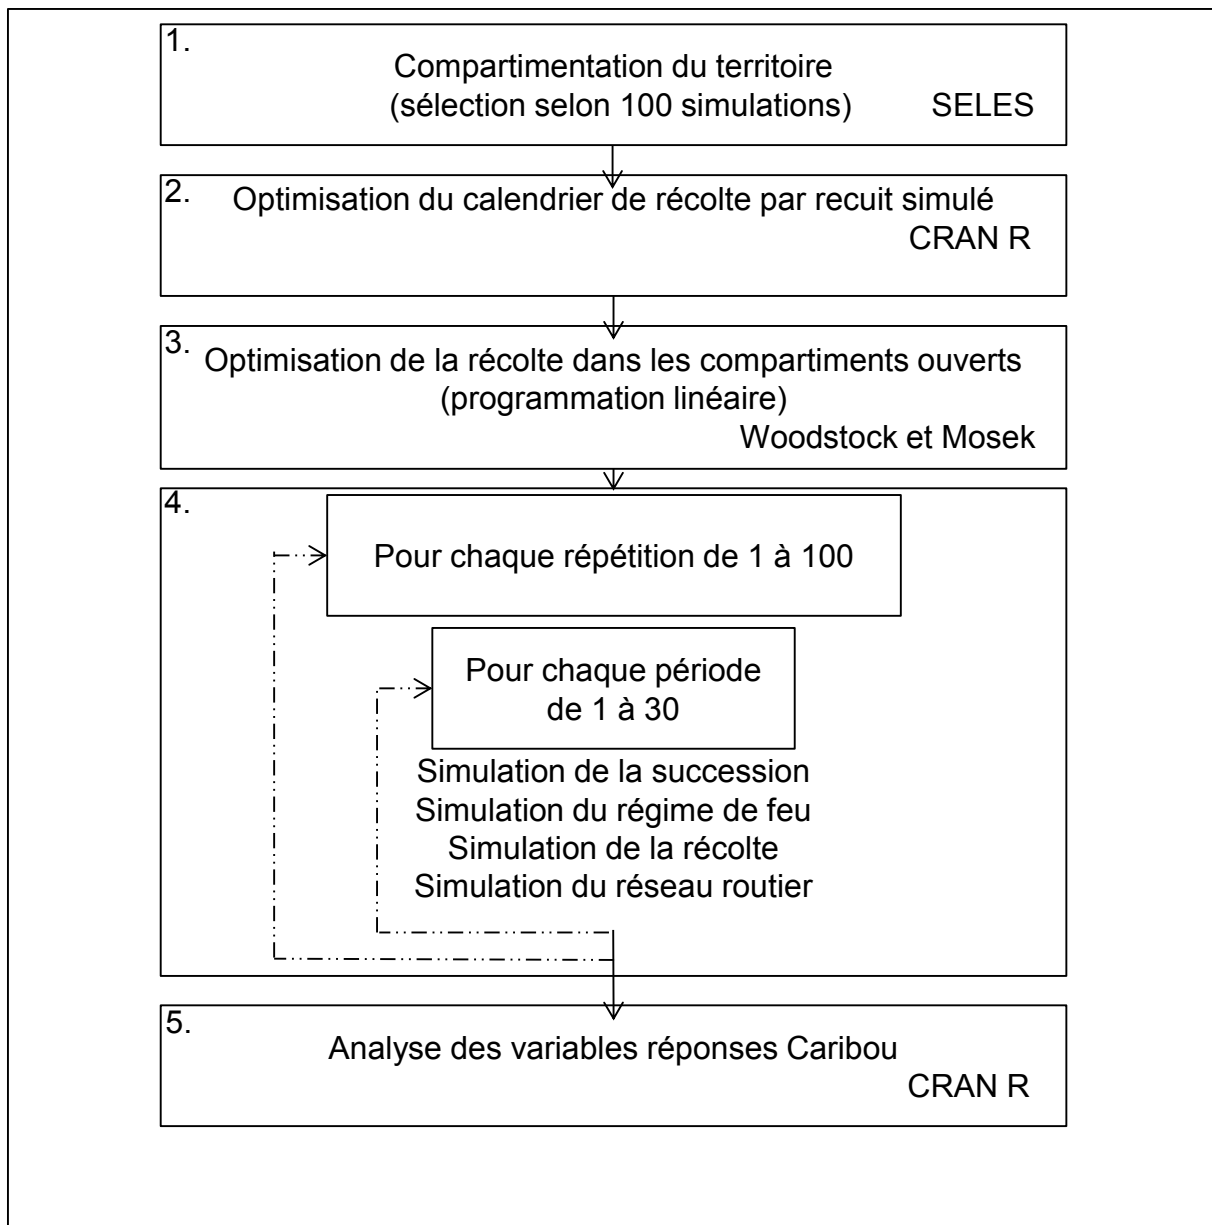 1.
Compartimentation du territoire
(sélection selon 100 simulations) SELES
2.
Optimisation du calendrier de récolte par recuit simulé
CRAN R
3.
Optimisation de la récolte dans les compartiments ouverts
(programmation linéaire)
Woodstock et Mosek
4.
Pour chaque répétition de 1 à 100
Pour chaque période
de 1 à 30
Simulation de la succession
Simulation du régime de feu
Simulation de la récolte
Simulation du réseau routier
5.
Analyse des variables réponses Caribou
CRAN R